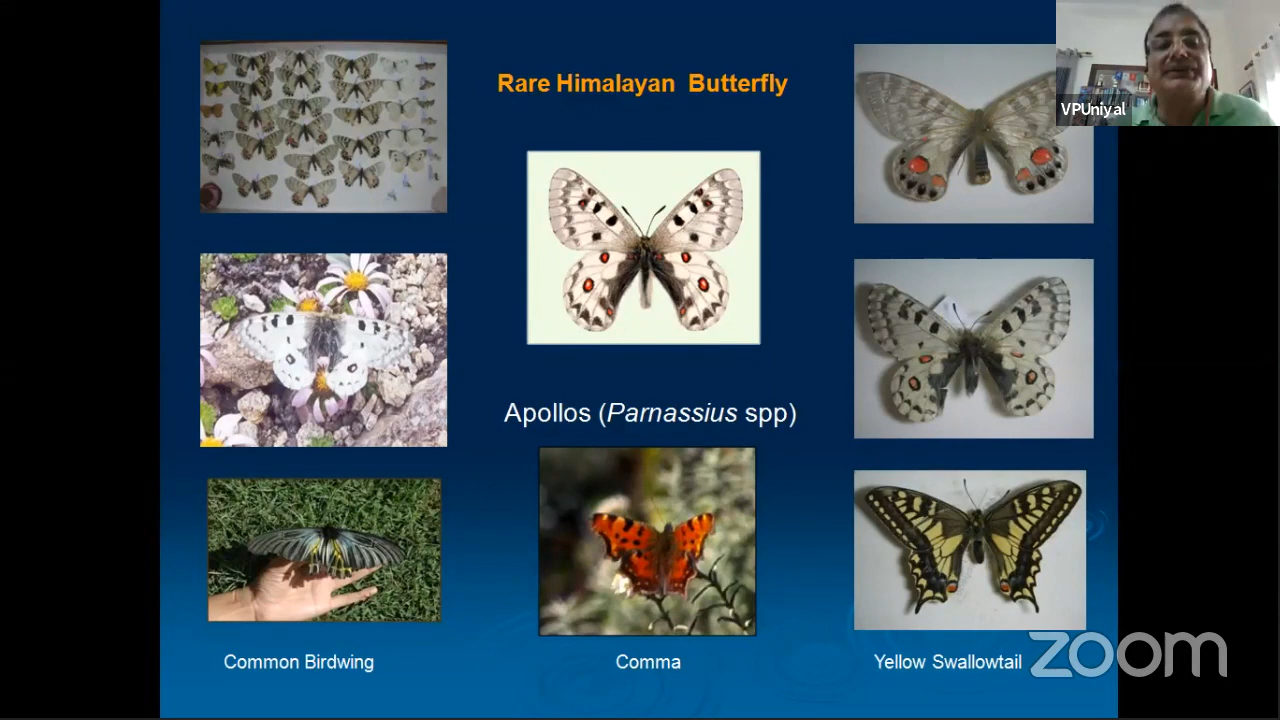 Rare Himalayan Butterfly
VPUniyal
Apollos (Parnassius spp)
Common Birdwing
Comma
Yellow Swallowtail
zoom